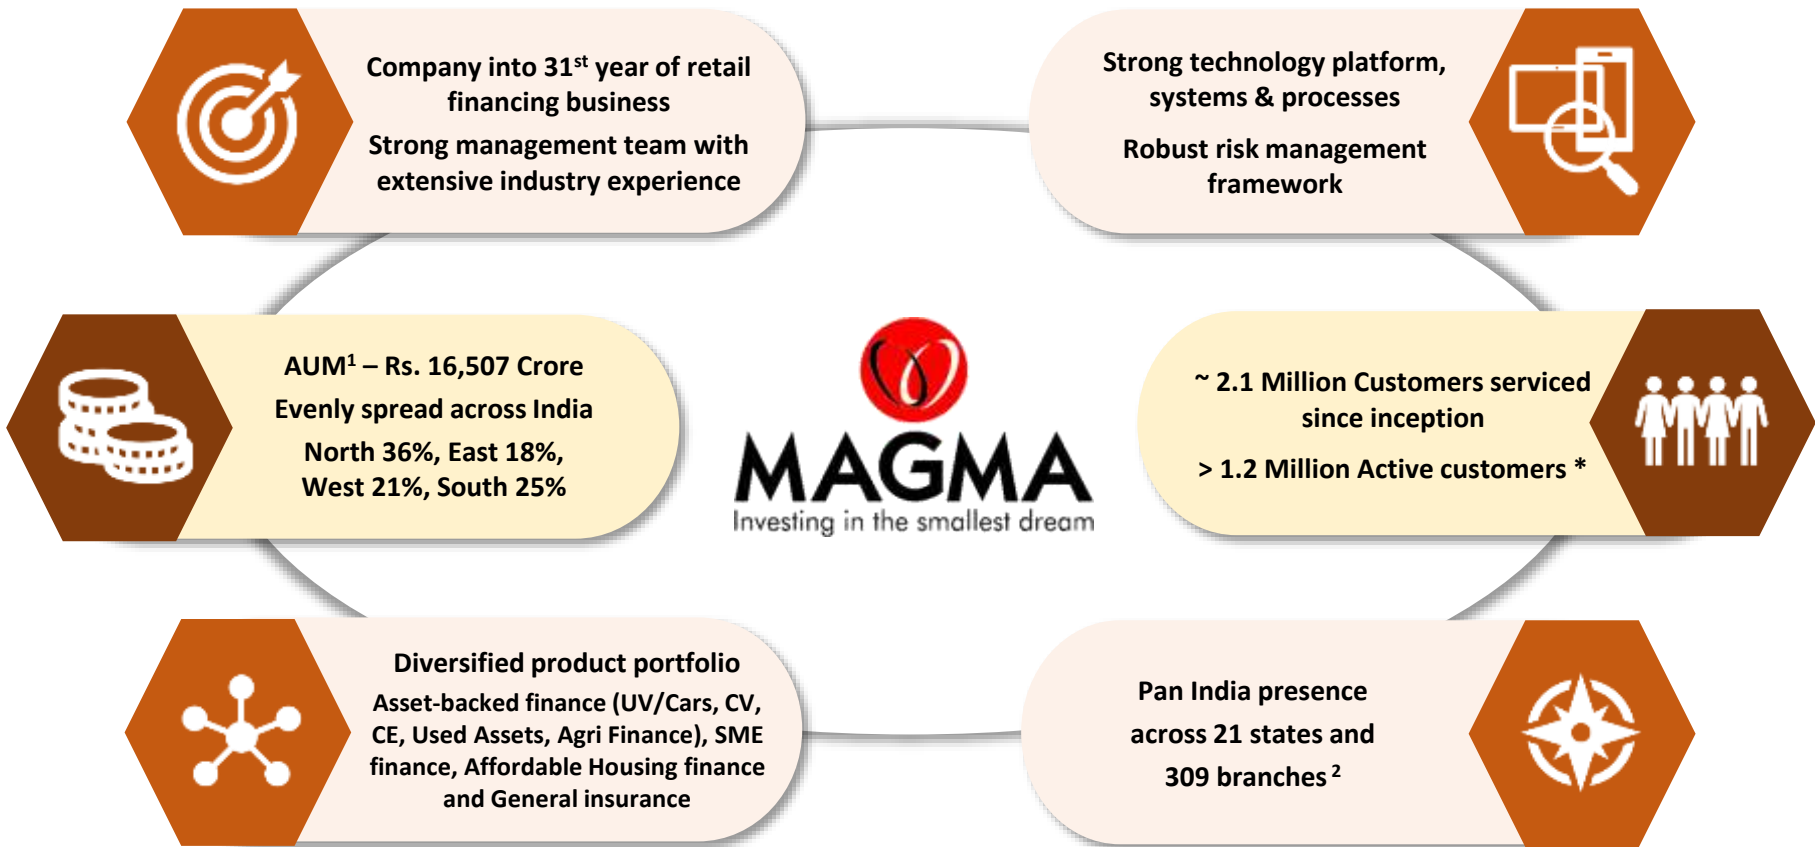 Company into 31st year of retail
financing business
Strong management team with
extensive industry experience
Strong technology platform,
systems & processes
Robust risk management
framework
AUM1 – Rs. 16,507 Crore
Evenly spread across India
North 36%, East 18%,
West 21%, South 25%
MAGMA
Investing in the smallest dream
~ 2.1 Million Customers serviced
since inception
> 1.2 Million Active customers *
Diversified product portfolio
Asset-backed finance (UV/Cars, CV,
CE, Used Assets, Agri Finance), SME
finance, Affordable Housing finance
and General insurance
Pan India presence
across 21 states and
309 branches 2